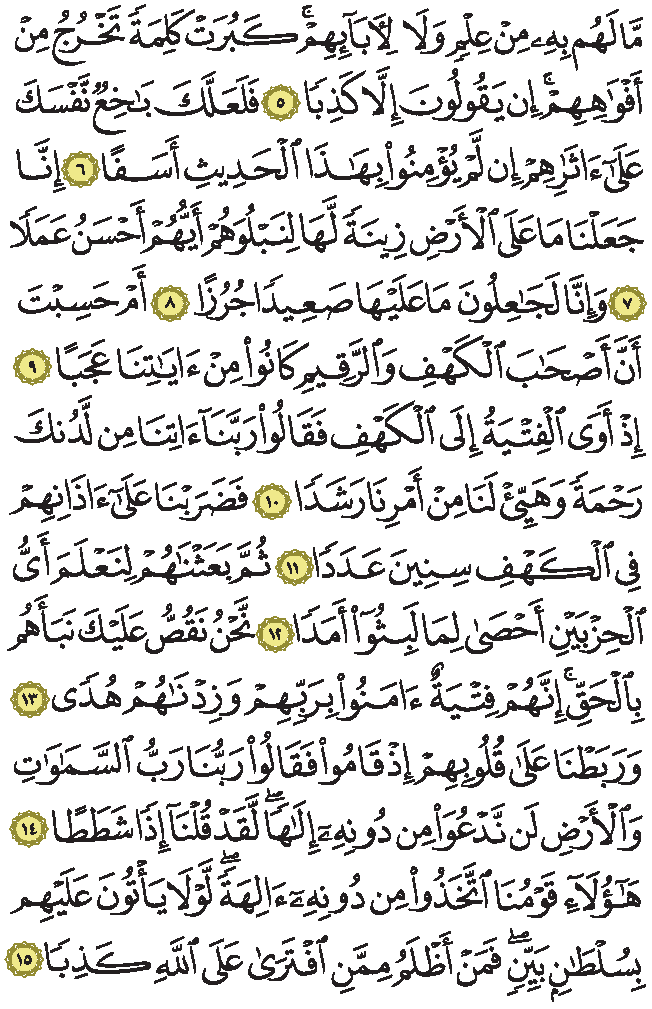 مَّا لَهُم بِهِۦ مِنْ عِلْمٍ وَلَا لِأٓبَآئِهِمْ ۚ كَبُرَتْ كَلِمَةً تَخْرُجُ مِنْ
أَفْوَٰهِهِمْ ۚ إِن يَقُولُونَ إِلَّا كَذِبًا ٥ فَلَعَلَّكَ بَٰخِعٌ نَّفْسَكَ
عَلَىٰٓ ءَاثَٰرِهِمْ إِن لَّمْ يُؤْمِنُوا۟ بِهَٰذَا ٱلْحَدِيثِ أَسَفًا ٦ إِنَّا
جَعَلْنَا مَا عَلَى ٱلْأَرْضِ زِينَةً لَّهَا لِنَبْلُوَهُمْ أَيُّهُمْ أَحْسَنُ عَمَلًا
٧ وَإِنَّا لَجَٰعِلُونَ مَا عَلَيْهَا صَعِيدًا جُرُزًا ٨ أَمْ حَسِبْتَ
أَنَّ أَصْحَٰبَ ٱلْكَهْفِ وَٱلرَّقِيمِ كَانُوا۟ مِنْ ءَايَٰتِنَا عَجَبًا ٩
إِذْ أَوَى ٱلْفِتْيَةُ إِلَى ٱلْكَهْفِ فَقَالُوا۟ رَبَّنَآ ءَاتِنَا مِن لَّدُنكَ
رَحْمَةً وَهَيِّئْ لَنَا مِنْ أَمْرِنَا رَشَدًا ١٠ فَضَرَبْنَا عَلَىٰٓ ءَاذَانِهِمْ
فِى ٱلْكَهْفِ سِنِينَ عَدَدًا ١١ ثُمَّ بَعَثْنَٰهُمْ لِنَعْلَمَ أَىُّ
ٱلْحِزْبَيْنِ أَحْصَىٰ لِمَا لَبِثُوٓا۟ أَمَدًا ١٢ نَّحْنُ نَقُصُّ عَلَيْكَ نَبَأَهُم
بِٱلْحَقِّ ۚ إِنَّهُمْ فِتْيَةٌ ءَامَنُوا۟ بِرَبِّهِمْ وَزِدْنَٰهُمْ هُدًى ١٣
وَرَبَطْنَا عَلَىٰ قُلُوبِهِمْ إِذْ قَامُوا۟ فَقَالُوا۟ رَبُّنَا رَبُّ ٱلسَّمَٰوَٰتِ
وَٱلْأَرْضِ لَن نَّدْعُوَا۟ مِن دُونِهِۦٓ إِلَٰهًا ۖ لَّقَدْ قُلْنَآ إِذًا شَطَطًا ١٤
هَٰٓؤُلَآءِ قَوْمُنَا ٱتَّخَذُوا۟ مِن دُونِهِۦٓ ءَالِهَةً ۖ لَّوْلَا يَأْتُونَ عَلَيْهِم
بِسُلْطَٰنٍۭ بَيِّنٍ ۖ فَمَنْ أَظْلَمُ مِمَّنِ ٱفْتَرَىٰ عَلَى ٱللَّهِ كَذِبًا ١٥